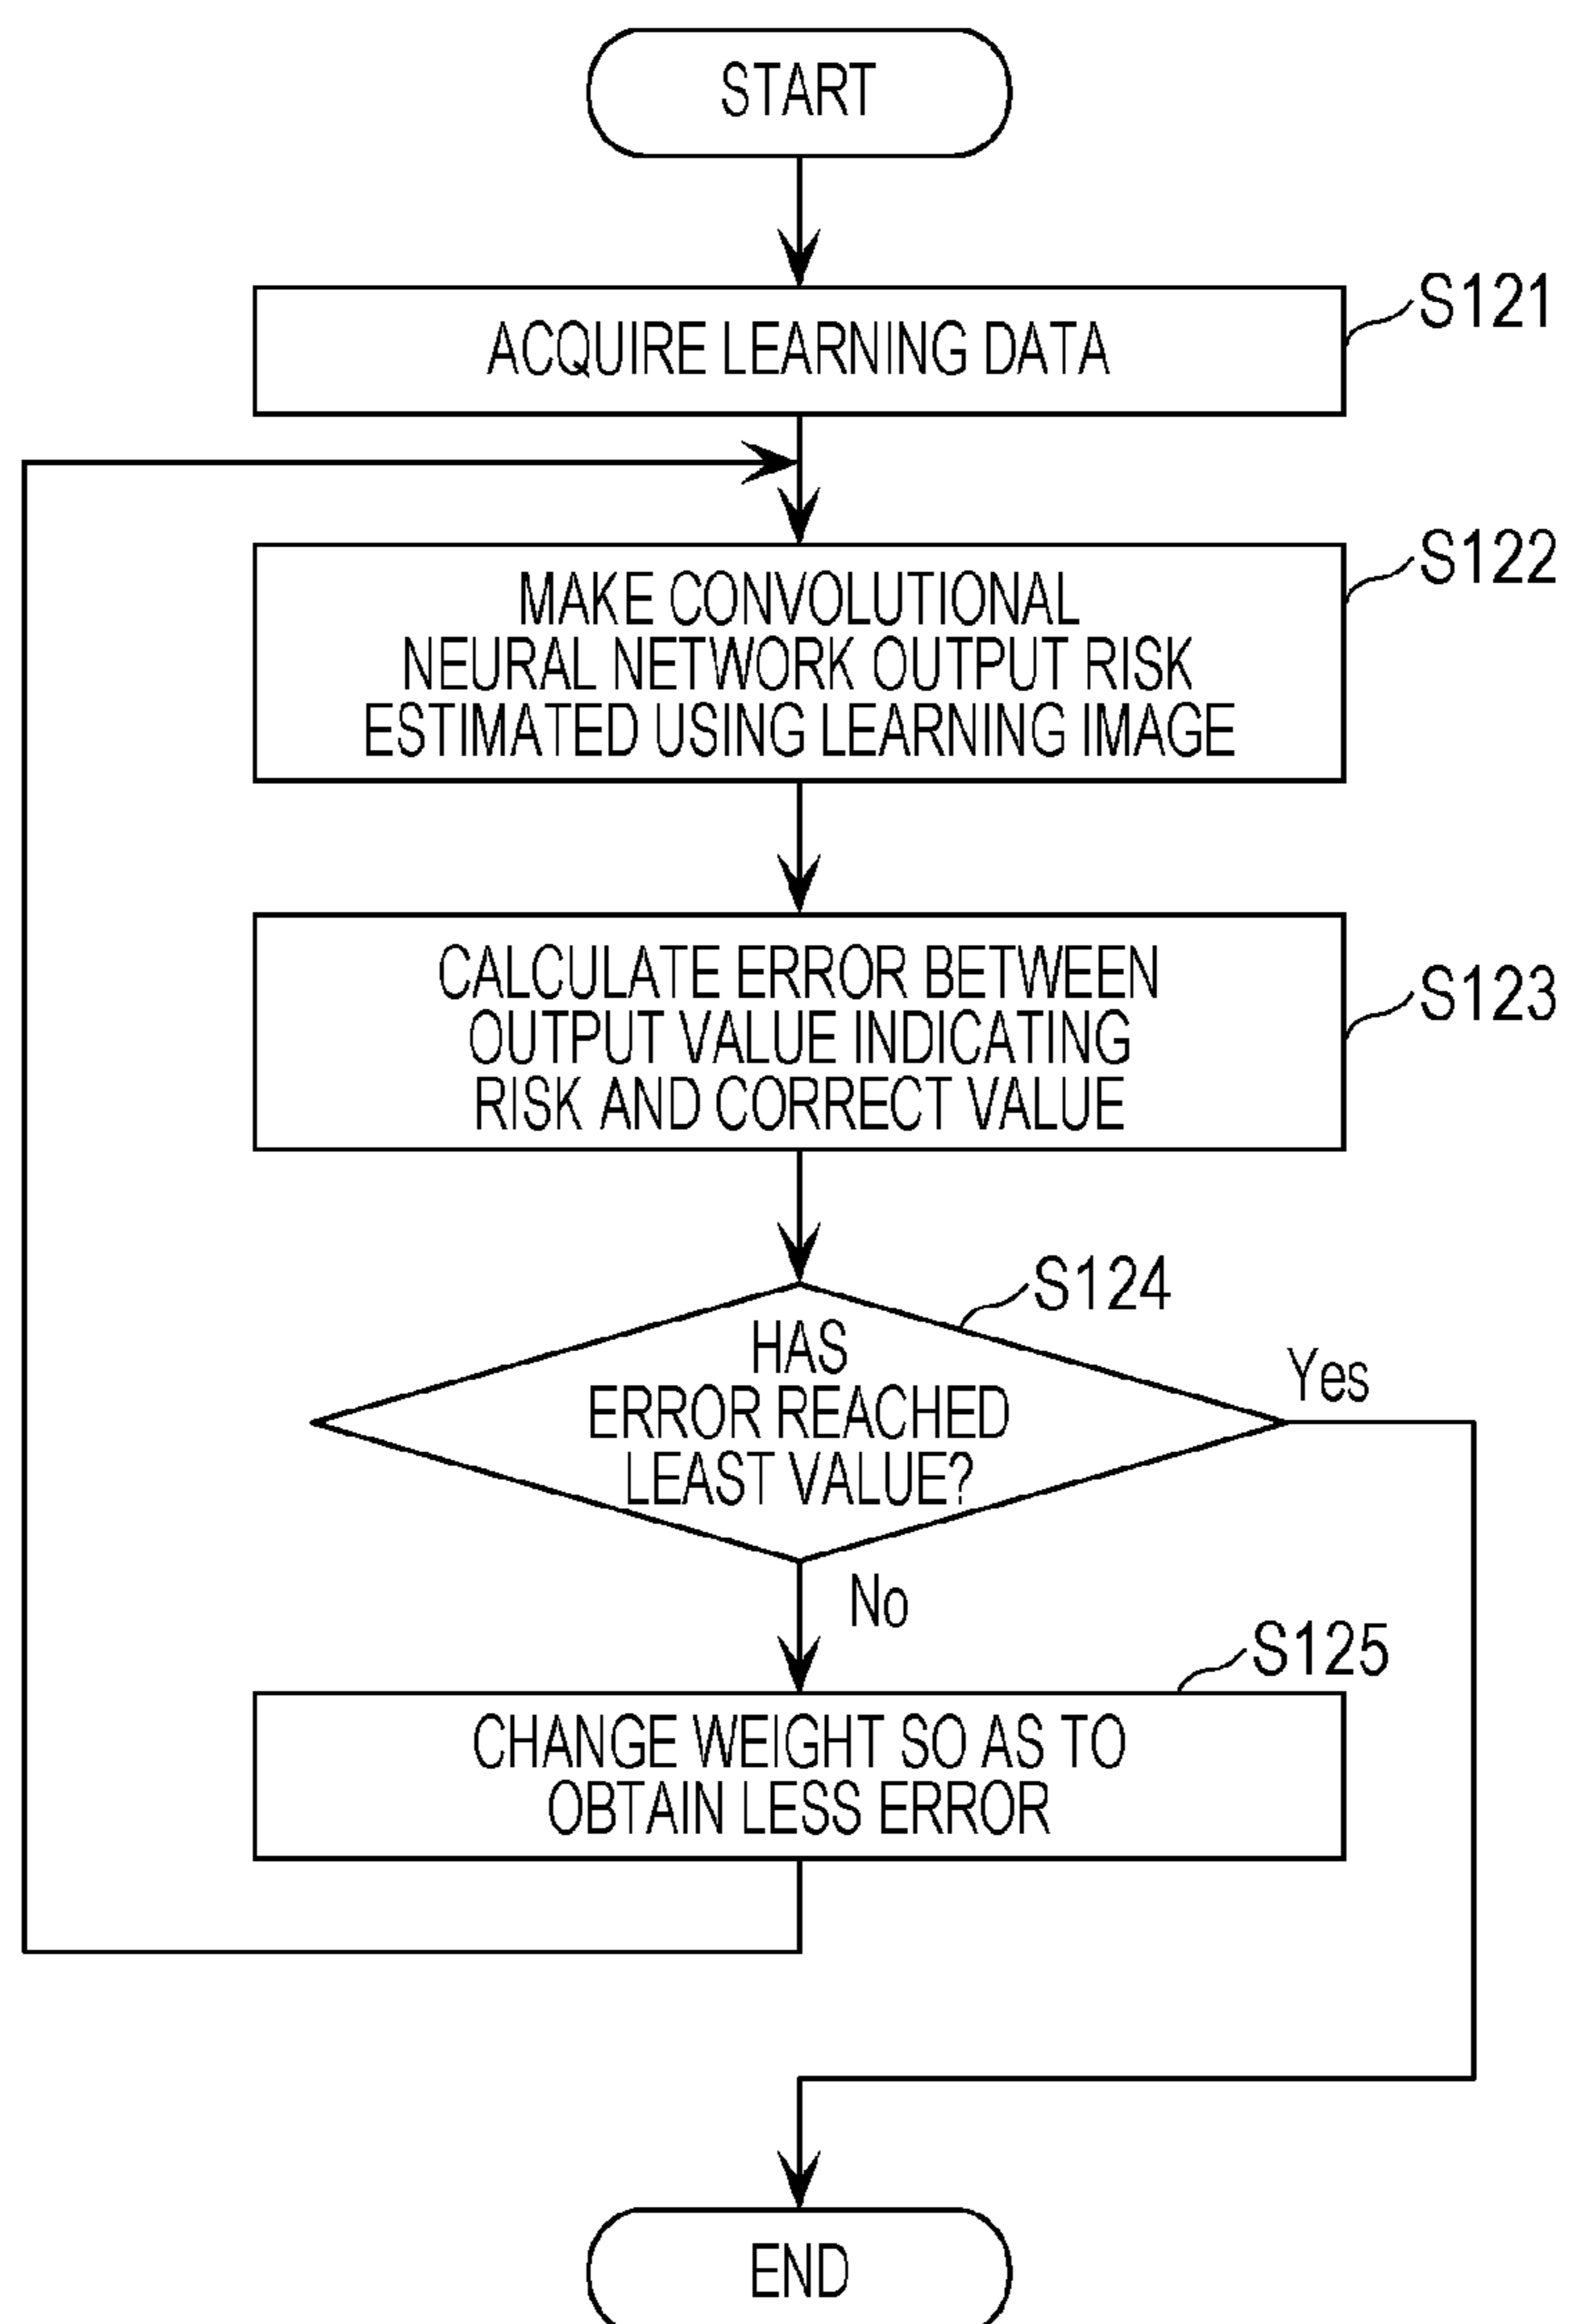 START
ACQUIRE LEARNING DATA
S121
MAKE CONVOLUTIONAL
NEURAL NETWORK OUTPUT RISK
ESTIMATED USING LEARNING IMAGE
S122
CALCULATE ERROR BETWEEN
OUTPUT VALUE INDICATING
RISK AND CORRECT VALUE
S123
HAS
ERROR REACHED
LEAST VALUE?
S124
Yes
No
CHANGE WEIGHT SO AS TO
OBTAIN LESS ERROR
S125
END